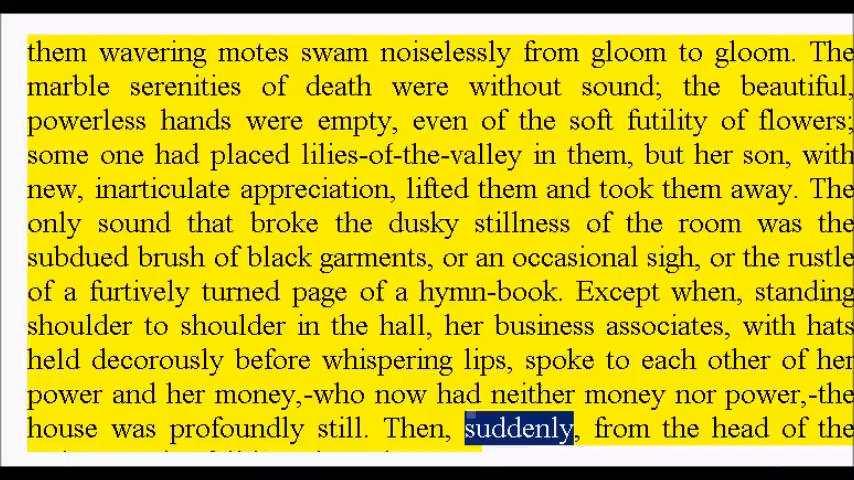 them wavering motes swam noiselessly from gloom to gloom. The
marble serenities of death were without sound; the beautiful,
powerless hands were empty, even of the soft futility of flowers;
some one had placed lilies-of-the-valley in them, but her son, with
new, inarticulate appreciation, lifted them and took them away. The
only sound that broke the dusky stillness of the room was the
subdued brush of black garments, or an occasional sigh, or the rustle
of a furtively turned page of a hymn-book. Except when, standing
shoulder to shoulder in the hall, her business associates, with hats
held decorously before whispering lips, spoke to each other of her
power and her money,-who now had neither money nor power,-the
house was profoundly still. Then, suddenly, from the head of the